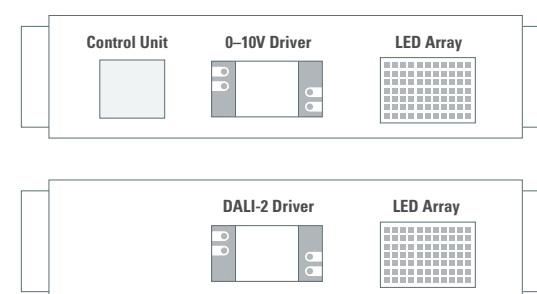 Control Unit 0–10V Driver LED Array
DALI-2 Driver LED Array